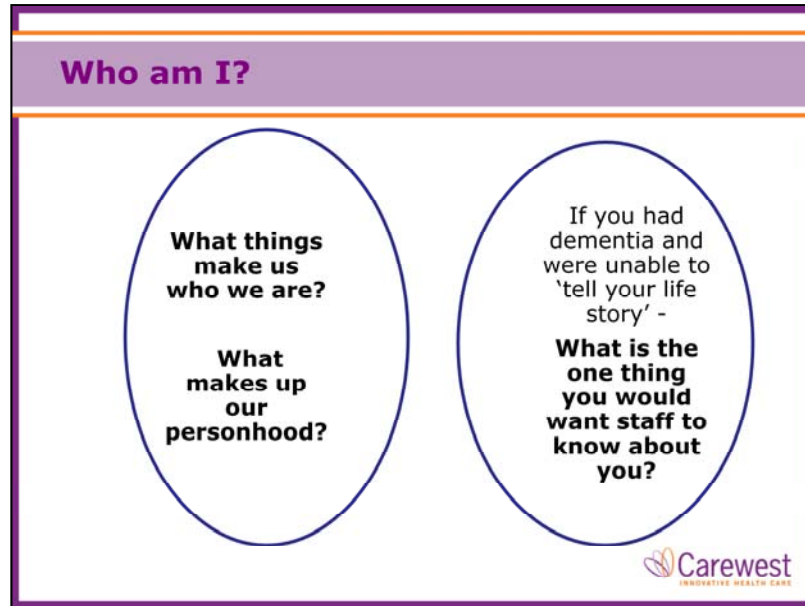 Who am I?
What things
make us
who we are?
What
makes up
our
personhood?
If you had
dementia and
were unable to
‘tell your life
story’ -
What is the
one thing
you would
want staff to
know about
you?
Carewest
INNOVATIVE HEALTH CARE